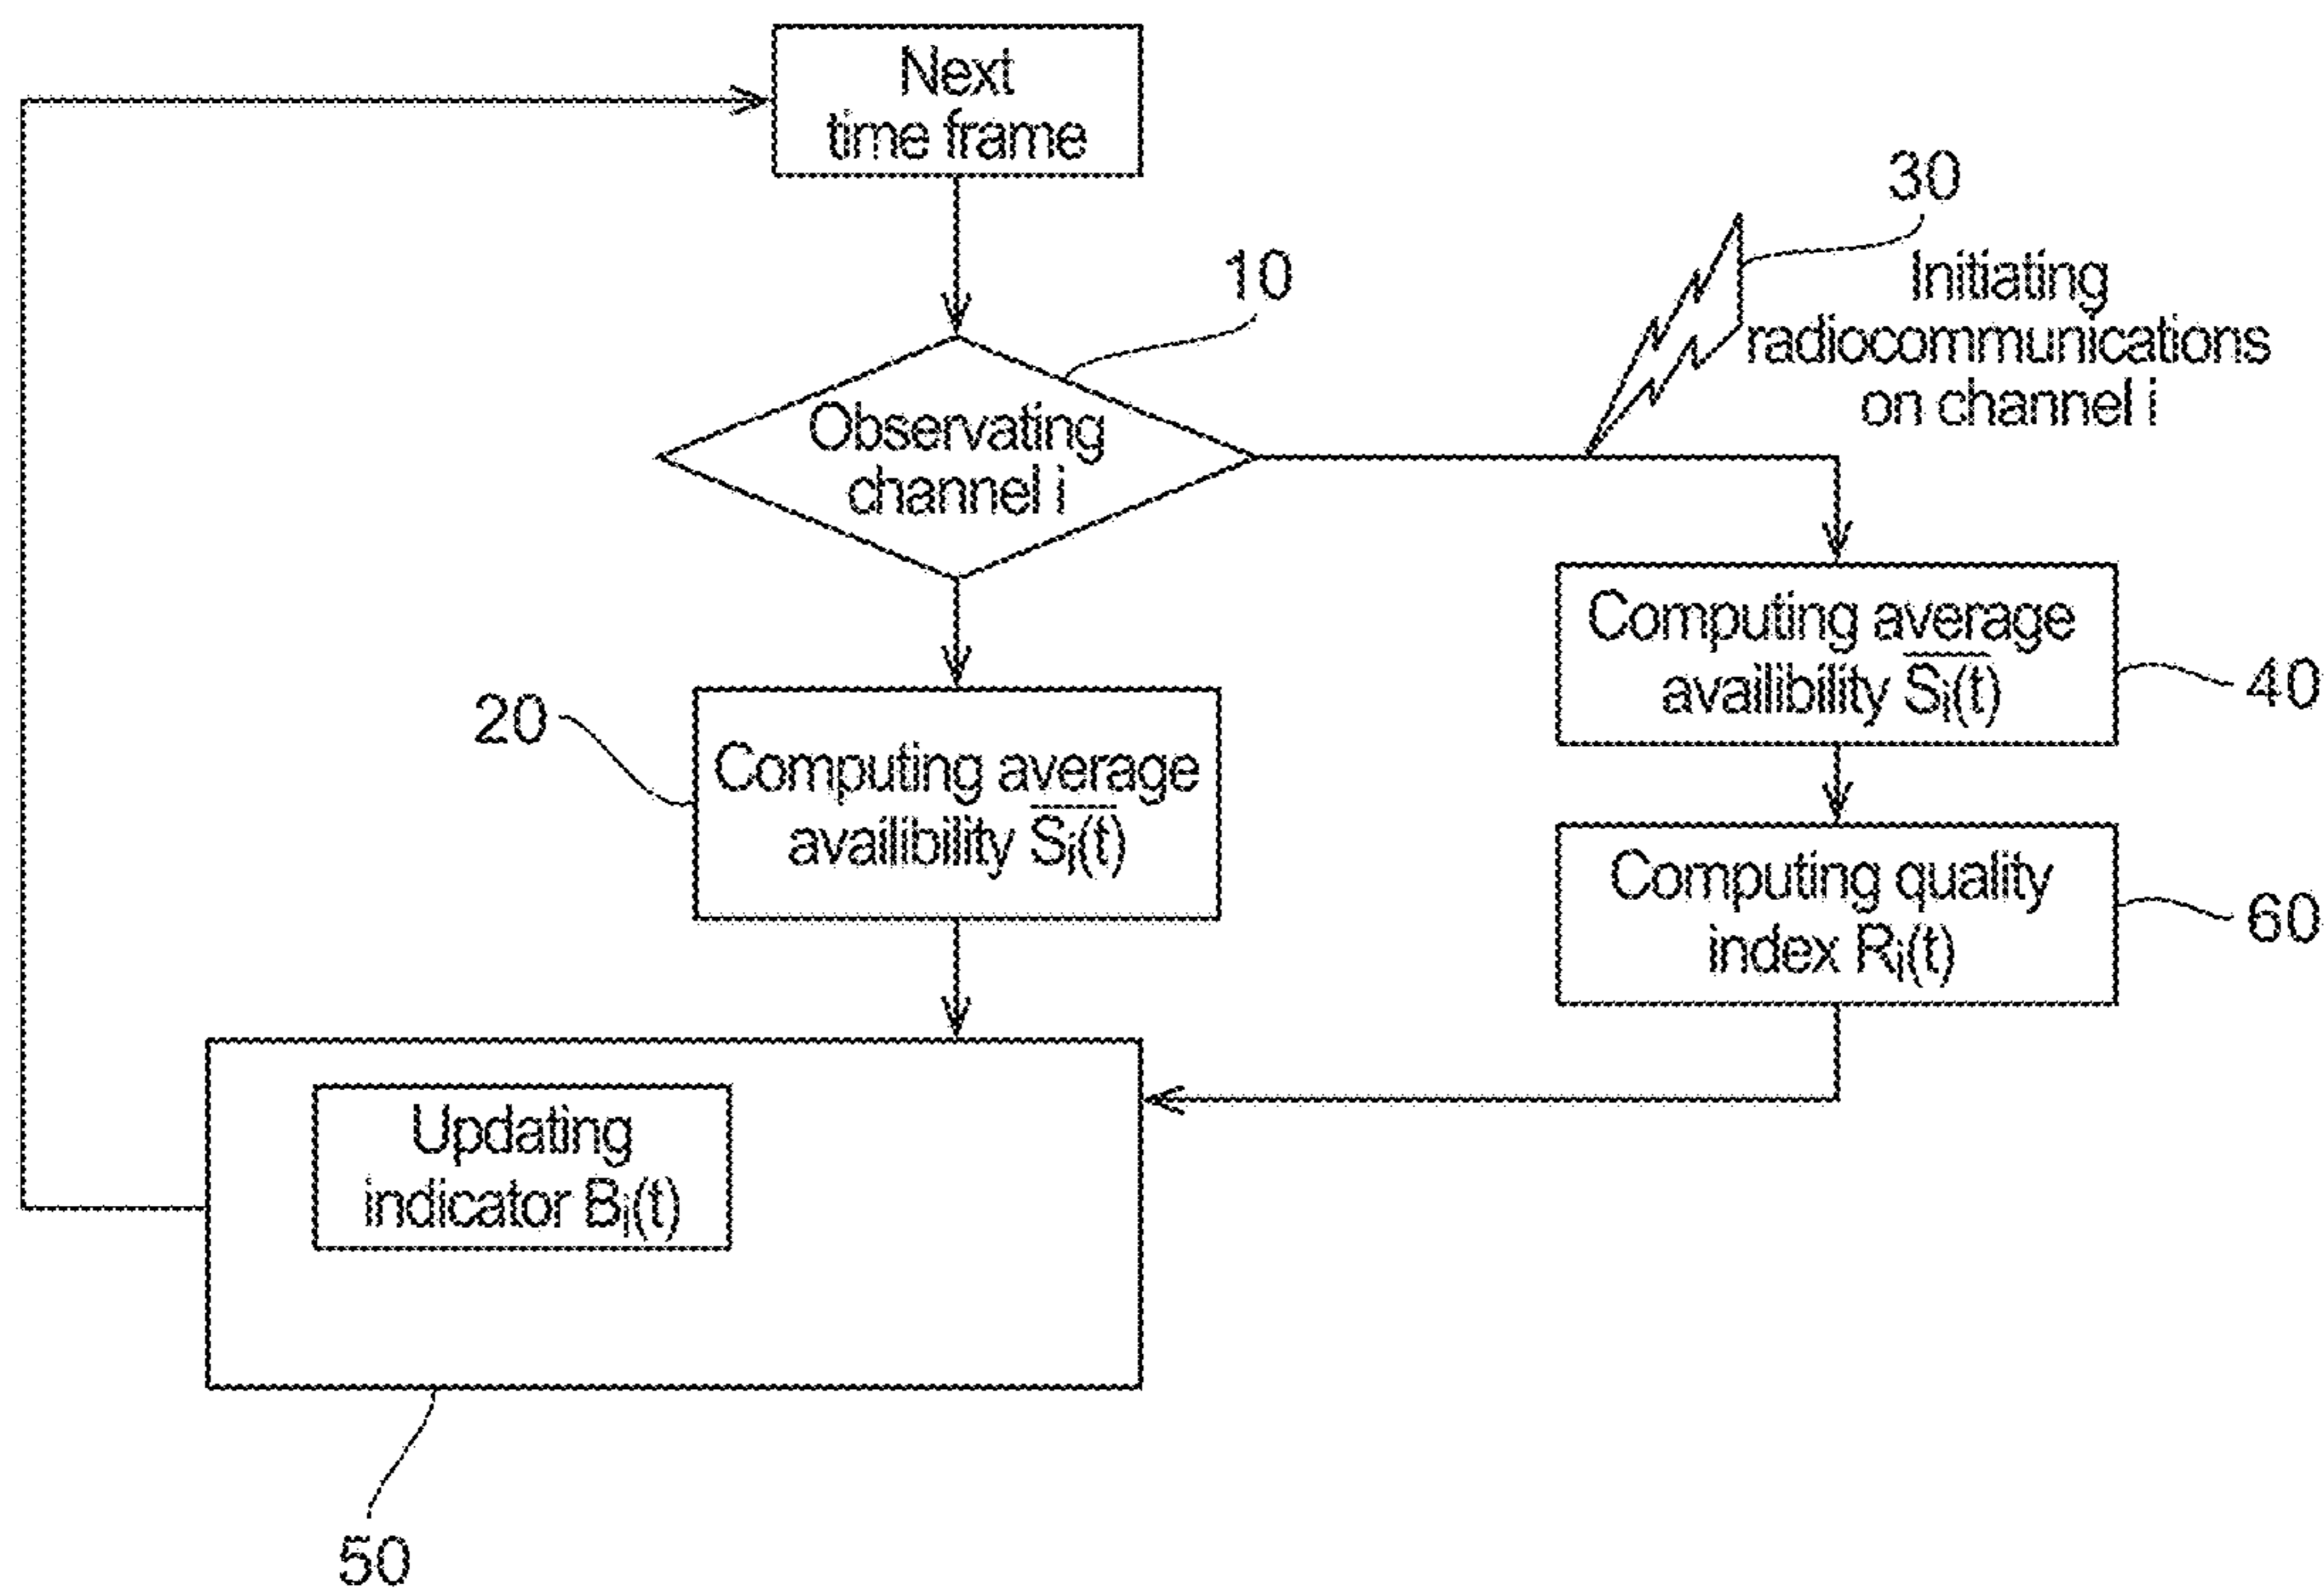 Next
time frame
30
10
Initiating
radiocommunications
on channel i
Observating
channel i
Computing average
availibility S̅i̅(̅t̅)
40
20
Computing average
availibility S̅i̅(̅t̅)
Computing quality
index Ri(t)
60
Updating
indicator Bi(t)
50